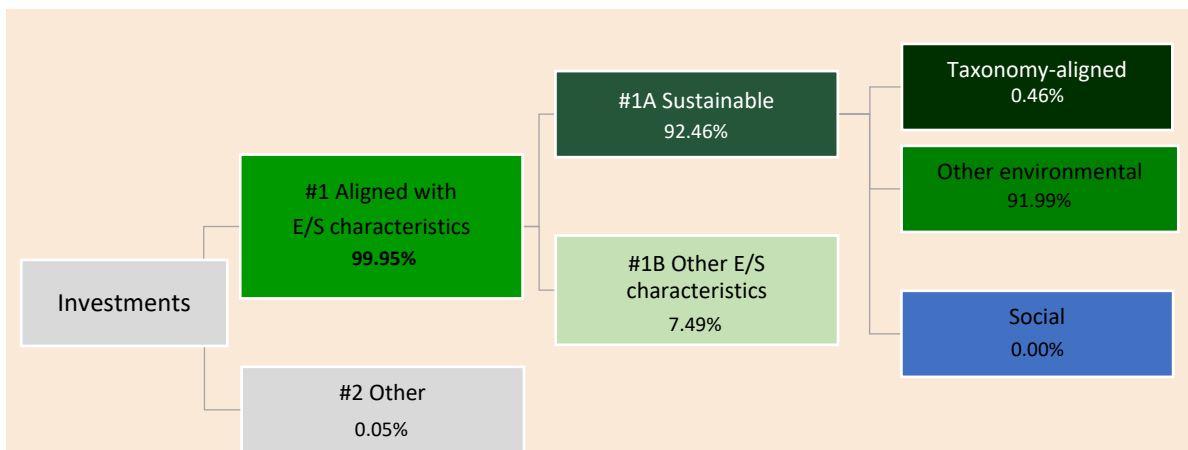 Investments
#1 Aligned with
E/S characteristics
99.95%
#2 Other
0.05%
#1A Sustainable
92.46%
#1B Other E/S
characteristics
7.49%
Taxonomy-aligned
0.46%
Other environmental
91.99%
Social
0.00%